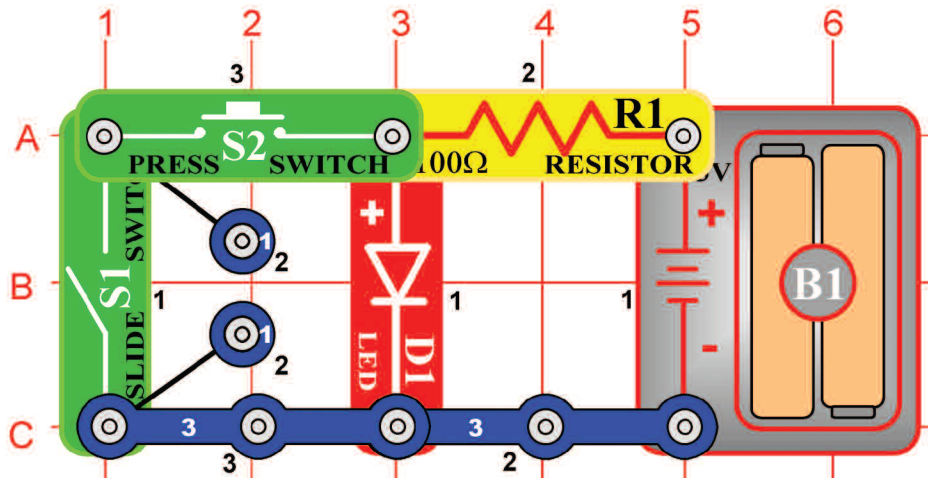 1 2 3 4 5 6
3 2
A
S2
R1
PRESS SWITCH
100Ω RESISTOR
SLIDE
S1
+
1
2
B
1
1
1
B1
1
2
LED
D1
+
-
C
3
3
3
2